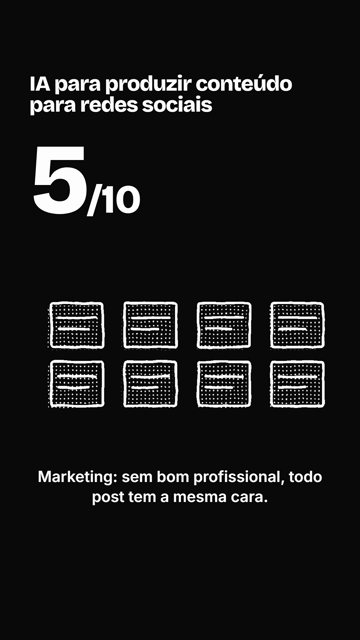 IA para produzir conteúdo
para redes sociais
5/10
Marketing: sem bom profissional, todo
post tem a mesma cara.